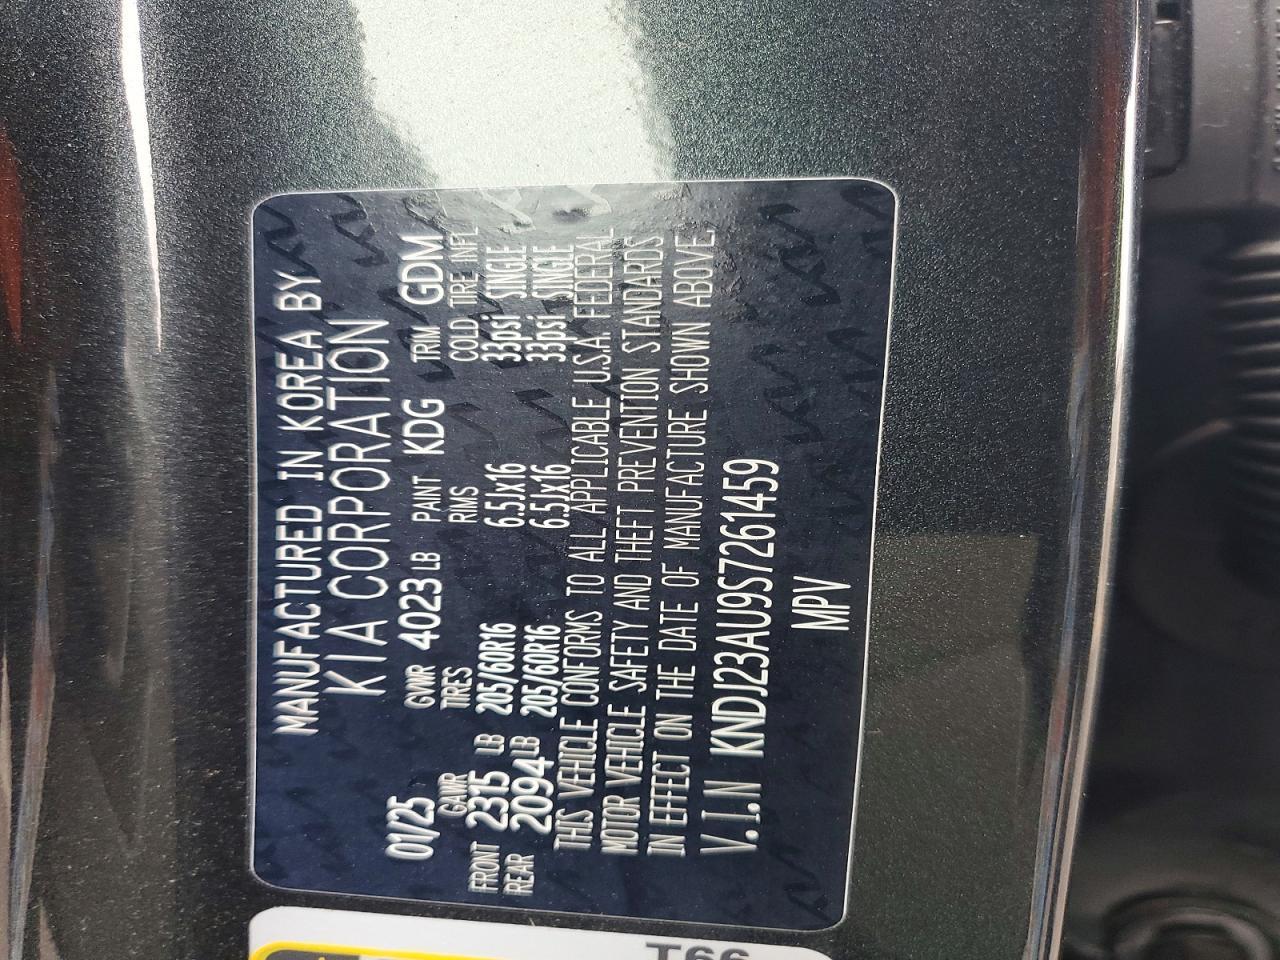 MANUFACTURED IN KOREA BY
KIA CORPORATION
01/25 GVWR 4023 LB PAINT KDG TRIM GDM
GAWR TIRES RIMS COLD TIRE INFL
FRONT 2315 LB 205/60R16 6.5Jx16 33psi SINGLE
REAR 2094LB 205/60R16 6.5Jx16 33psi SINGLE
THIS VEHICLE CONFORMS TO ALL APPLICABLE U.S.A. FEDERAL
MOTOR VEHICLE SAFETY AND THEFT PREVENTION STANDARDS
IN EFFECT ON THE DATE OF MANUFACTURE SHOWN ABOVE.
V.I.N KNDJ23AU9S7261459
MPV
T66